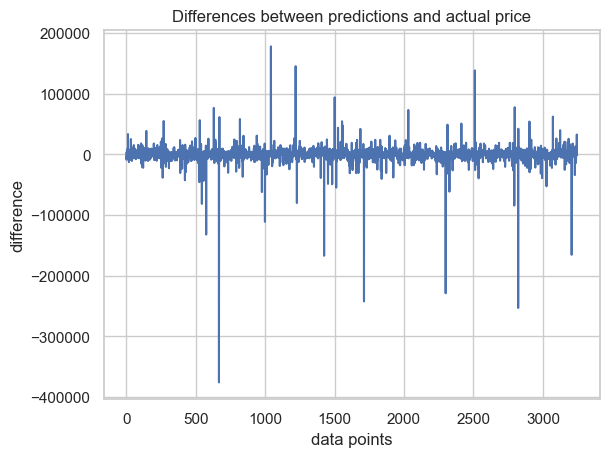 Differences between predictions and actual price
200000
100000
0
−100000
−200000
−300000
−400000
difference
0 500 1000 1500 2000 2500 3000
data points